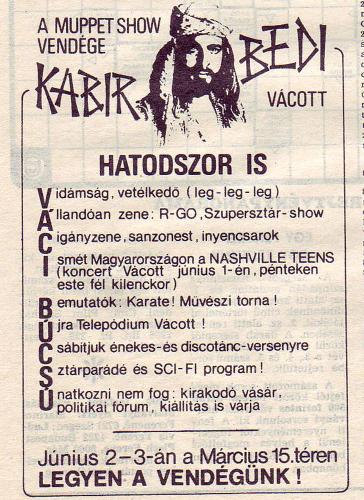 A MUPPET SHOW
VENDÉGE
KABIR BEDI
VÁCOTT
HATODSZOR IS
Vidámság, vetélkedő (leg-leg-leg)
Állandóan zene: R-GO, Szupersztár-show
Cigányzene, sanzonest, inyencsarok
Ismét Magyarországon a NASHVILLE TEENS
(koncert Vácott június 1-én, pénteken
este fél kilenckor)
Bemutatók: Karate! Művészi torna!
Újra Telepódium Vácott!
Csábitjuk énekes-és discotánc-versenyre
Sztárparádé és SCI-FI program!
Unatkozni nem fog: kirakodó vásár,
politikai fórum, kiállitás is várja
Június 2-3-án a Március 15.téren
LEGYEN A VENDÉGÜNK!